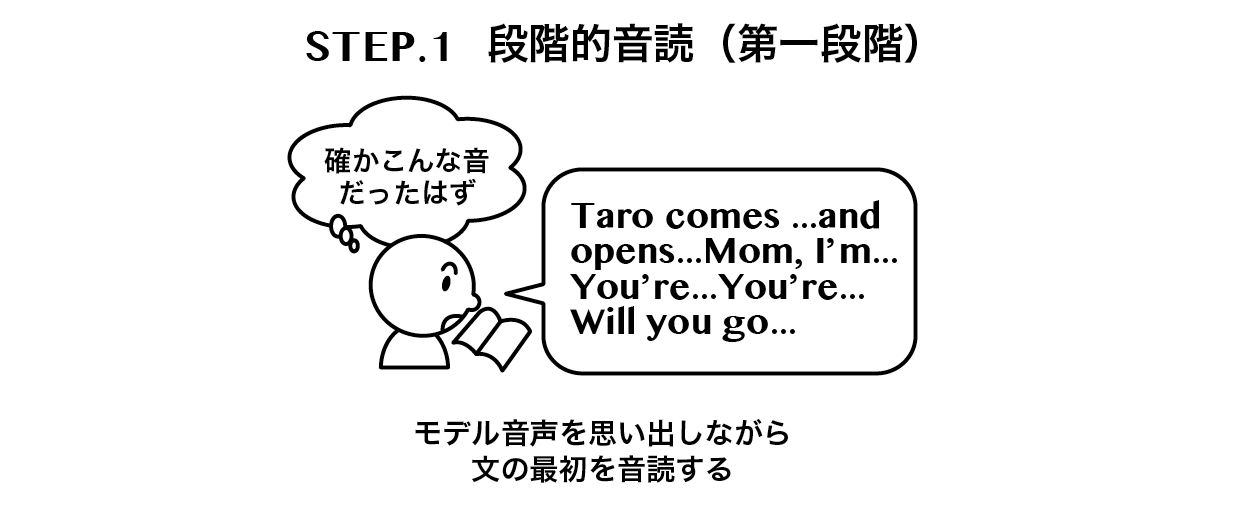 STEP.1 段階的音読（第一段階）
確かこんな音
だったはず
Taro comes ...and
opens...Mom, I'm...
You're...You're...
Will you go...
モデル音声を思い出しながら
文の最初を音読する